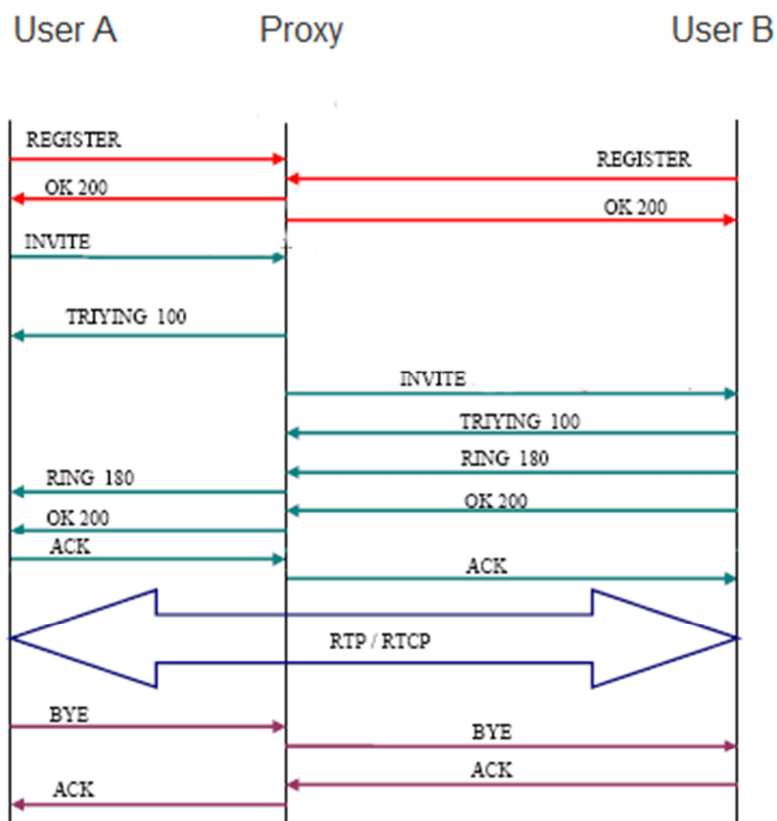 User A Proxy User B
REGISTER
REGISTER
OK 200
OK 200
INVITE
TRIYING 100
INVITE
TRIYING 100
RING 180
RING 180
OK 200
OK 200
ACK
ACK
RTP / RTCP
BYE
BYE
ACK
ACK